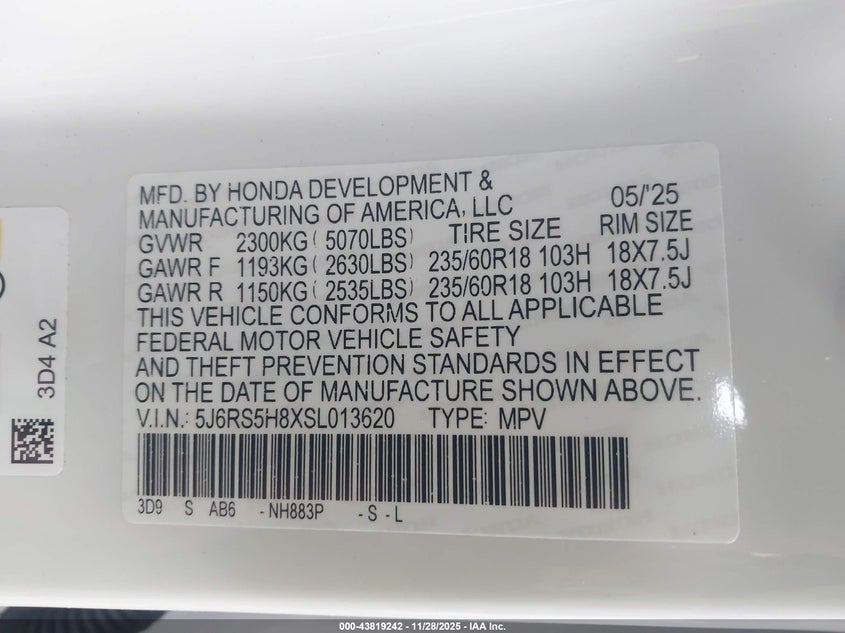 MFD. BY HONDA DEVELOPMENT &
MANUFACTURING OF AMERICA, LLC 05/'25
GVWR 2300KG ( 5070LBS) TIRE SIZE RIM SIZE
GAWR F 1193KG ( 2630LBS) 235/60R18 103H 18X7.5J
GAWR R 1150KG ( 2535LBS) 235/60R18 103H 18X7.5J
THIS VEHICLE CONFORMS TO ALL APPLICABLE
FEDERAL MOTOR VEHICLE SAFETY
AND THEFT PREVENTION STANDARDS IN EFFECT
ON THE DATE OF MANUFACTURE SHOWN ABOVE.
V.I.N.: 5J6RS5H8XSL013620 TYPE: MPV
3D9 S AB6 - NH883P - S - L
3D4 A2
000-43819242 - 11/28/2025 - IAA Inc.